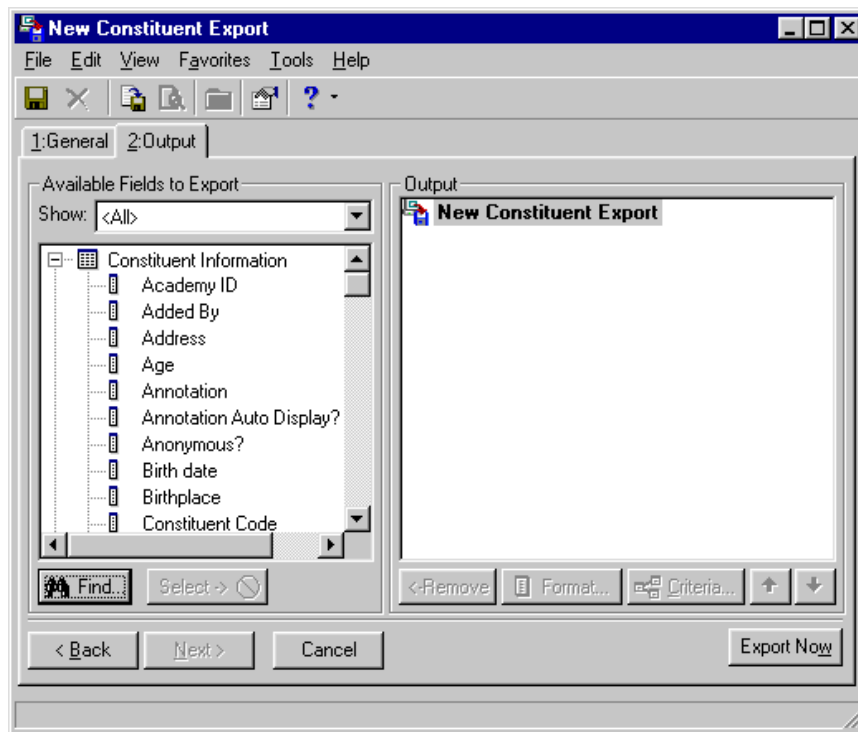 New Constituent Export
File Edit View Favorites Tools Help
?
1:General 2:Output
Available Fields to Export
Show: <All>
Constituent Information
Academy ID
Added By
Address
Age
Annotation
Annotation Auto Display?
Anonymous?
Birth date
Birthplace
Constituent Code
Find... Select ->
Output
New Constituent Export
<-Remove Format... Criteria...
< Back Next > Cancel Export Now